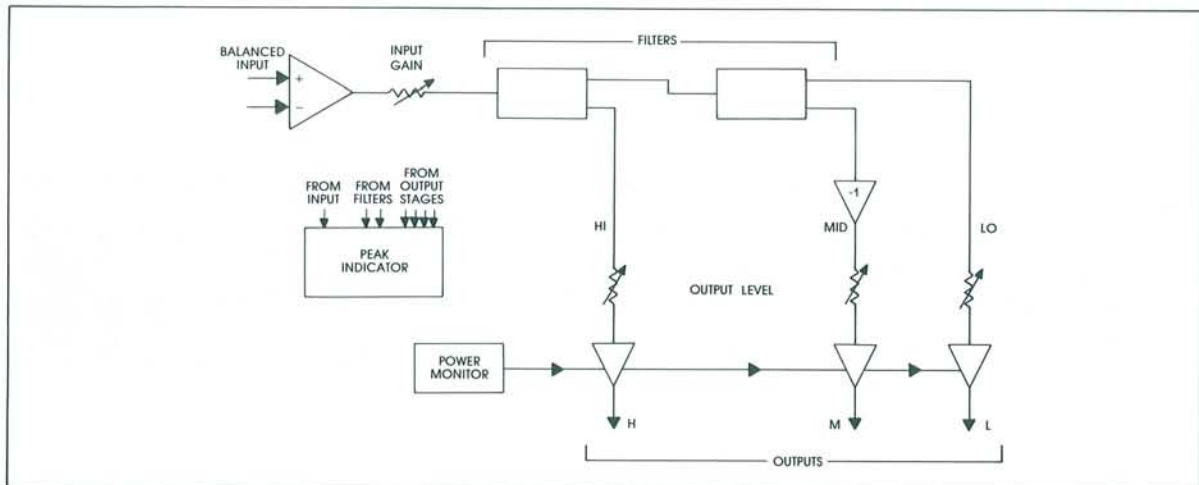 FILTERS
BALANCED
INPUT
INPUT
GAIN
+
−
FROM
INPUT
FROM
FILTERS
FROM
OUTPUT
STAGES
-1
HI
MID
LO
PEAK
INDICATOR
OUTPUT LEVEL
POWER
MONITOR
H
M
L
OUTPUTS